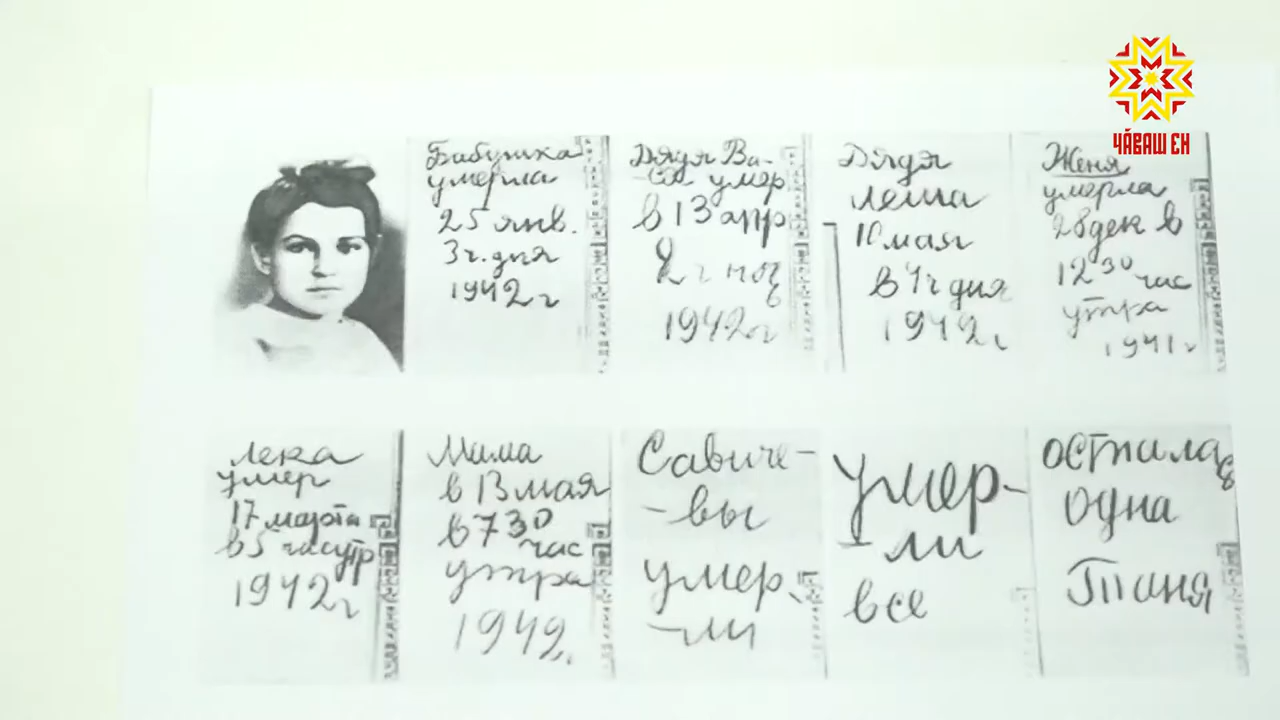 ЧӐВАШ ЕН
Бабушка
умерла
25 янв.
3 ч. дня
1942 г
Дядя Ва-
-ся умер
в 13 апр
2 ч ноч
в
1942 г
Дядя
Леша
10 мая
в 4 ч дня
1942 г
Женя
умерла
28 дек в
12 30 час
утра
1941 г
Лека
умер
17 марта
в 5 час утр
1942 г
Мама
в 13 мая
в 7 30
час
утра
1942 г
Савиче-
-вы
умер-
-ли
умер-
-ли
все
осталась
одна
Таня